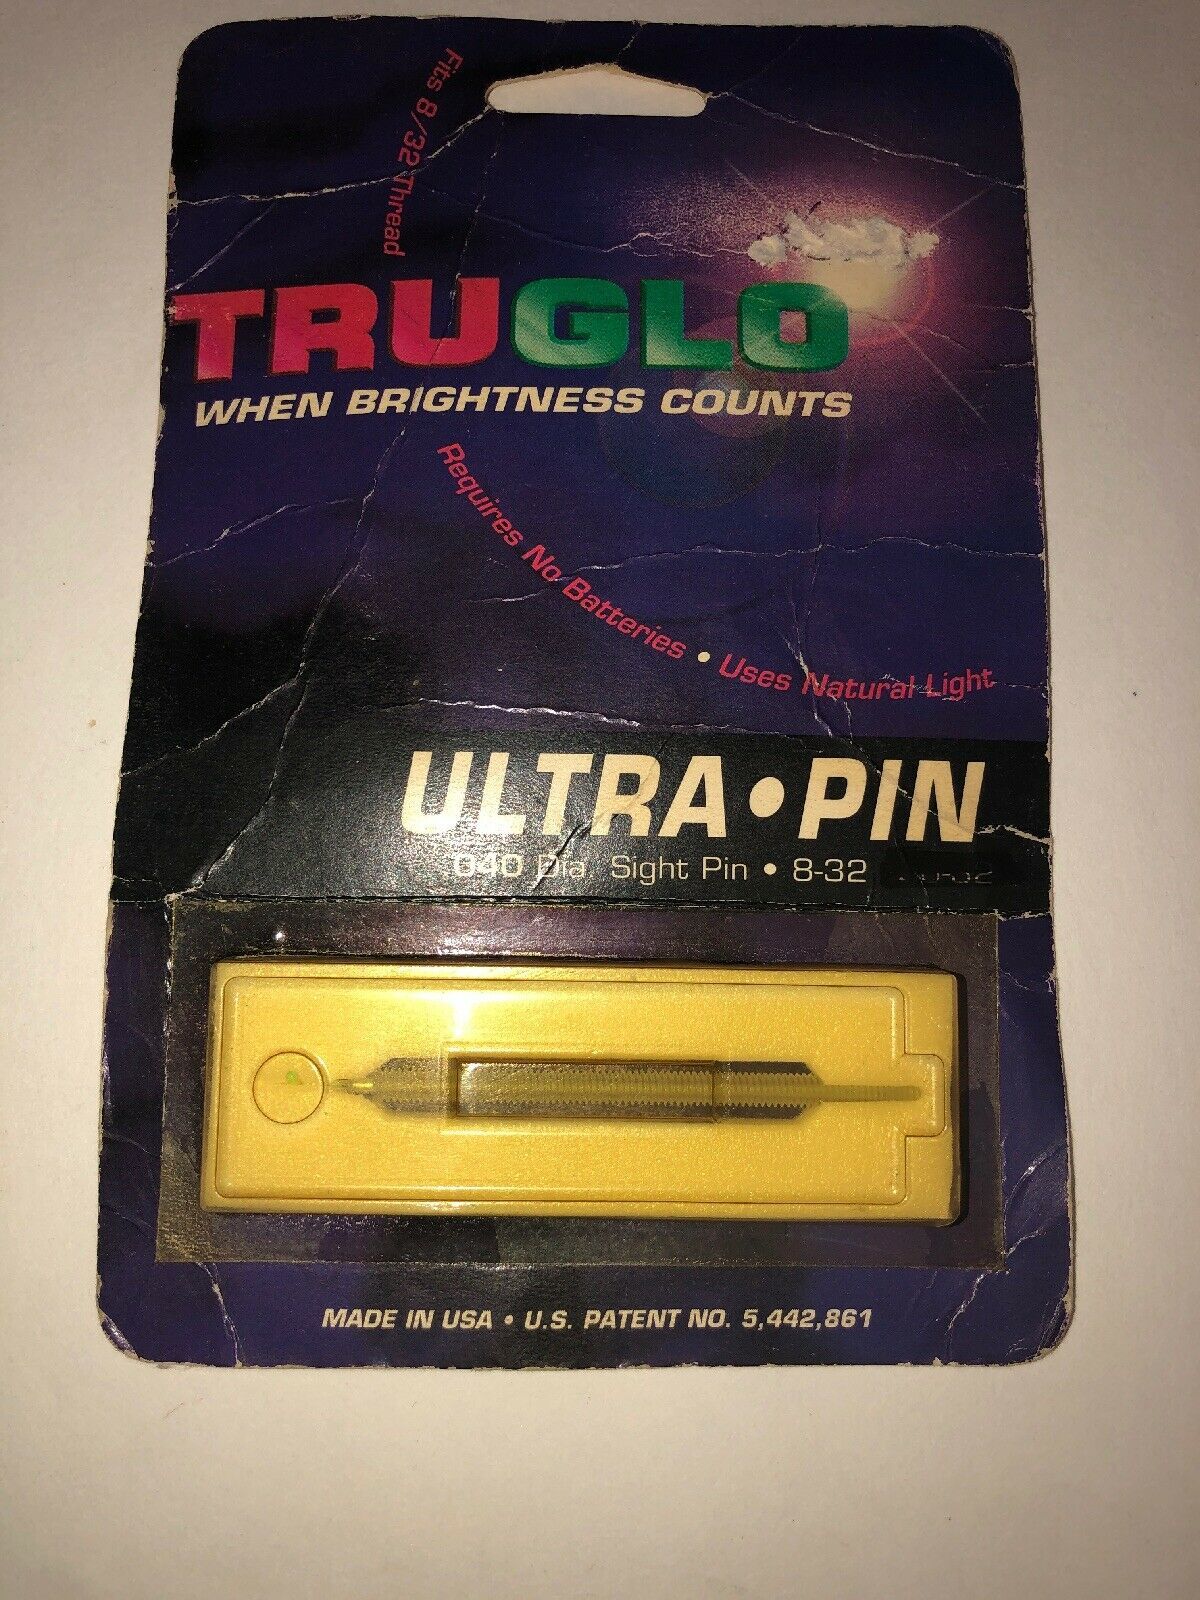 Fits 8/32 Thread
TRUGLO
WHEN BRIGHTNESS COUNTS
Requires No Batteries • Uses Natural Light
ULTRA•PIN
.040 Dia. Sight Pin • 8-32
MADE IN USA • U.S. PATENT NO. 5,442,861